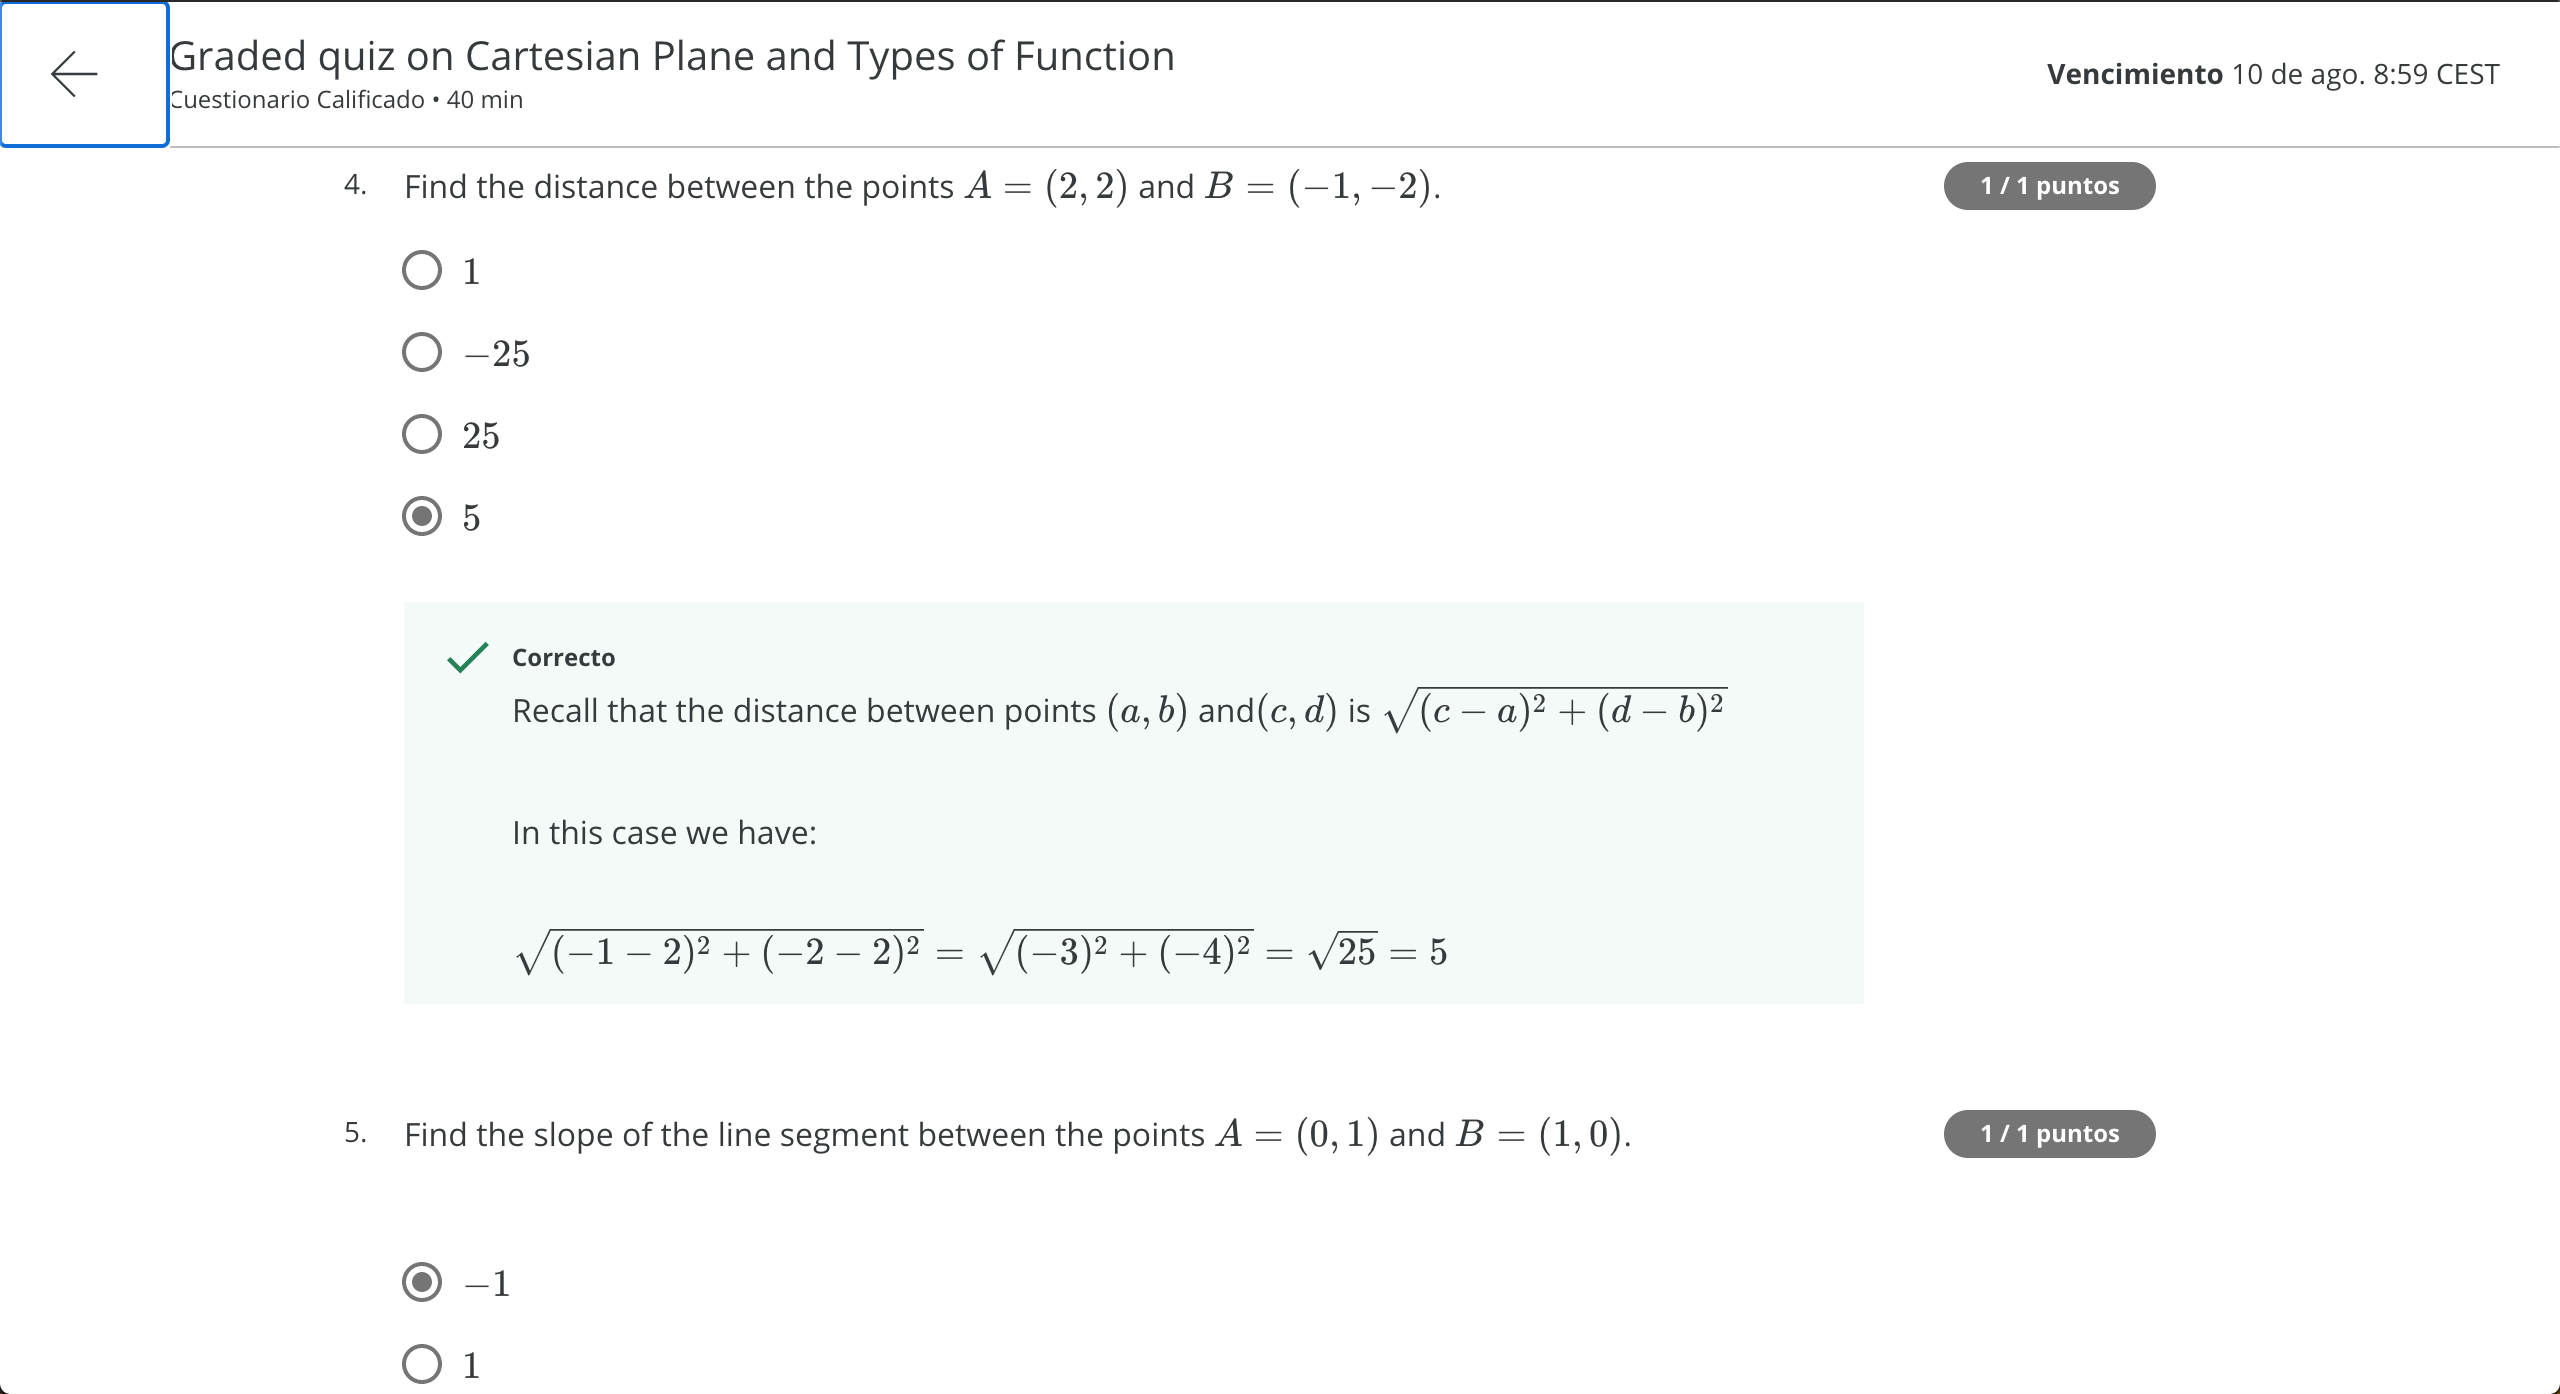 Graded quiz on Cartesian Plane and Types of Function
Cuestionario Calificado • 40 min
Vencimiento 10 de ago. 8:59 CEST
4. Find the distance between the points A = (2, 2) and B = (−1, −2).
1 / 1 puntos
1
−25
25
5
Correcto
Recall that the distance between points (a, b) and(c, d) is √((c − a)² + (d − b)²)
In this case we have:
√((−1 − 2)² + (−2 − 2)²) = √((−3)² + (−4)²) = √25 = 5
5. Find the slope of the line segment between the points A = (0, 1) and B = (1, 0).
1 / 1 puntos
−1
1